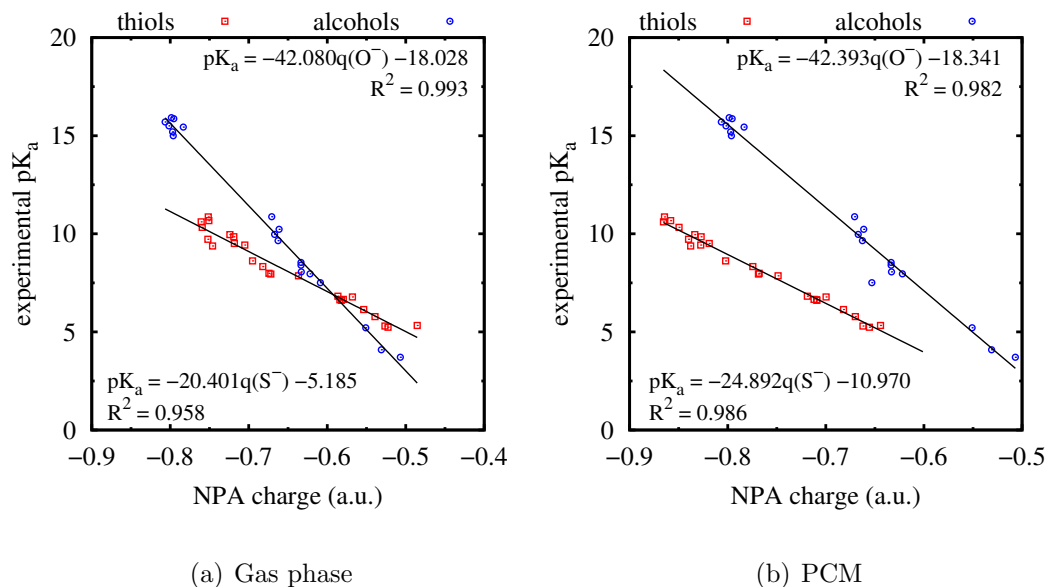 thiols alcohols
20
15
10
5
0
experimental pKₐ
pKₐ = −42.080q(O⁻) −18.028
R² = 0.993
pKₐ = −20.401q(S⁻) −5.185
R² = 0.958
−0.9 −0.8 −0.7 −0.6 −0.5 −0.4
NPA charge (a.u.)
(a) Gas phase
thiols alcohols
20
15
10
5
0
experimental pKₐ
pKₐ = −42.393q(O⁻) −18.341
R² = 0.982
pKₐ = −24.892q(S⁻) −10.970
R² = 0.986
−0.9 −0.8 −0.7 −0.6 −0.5
NPA charge (a.u.)
(b) PCM